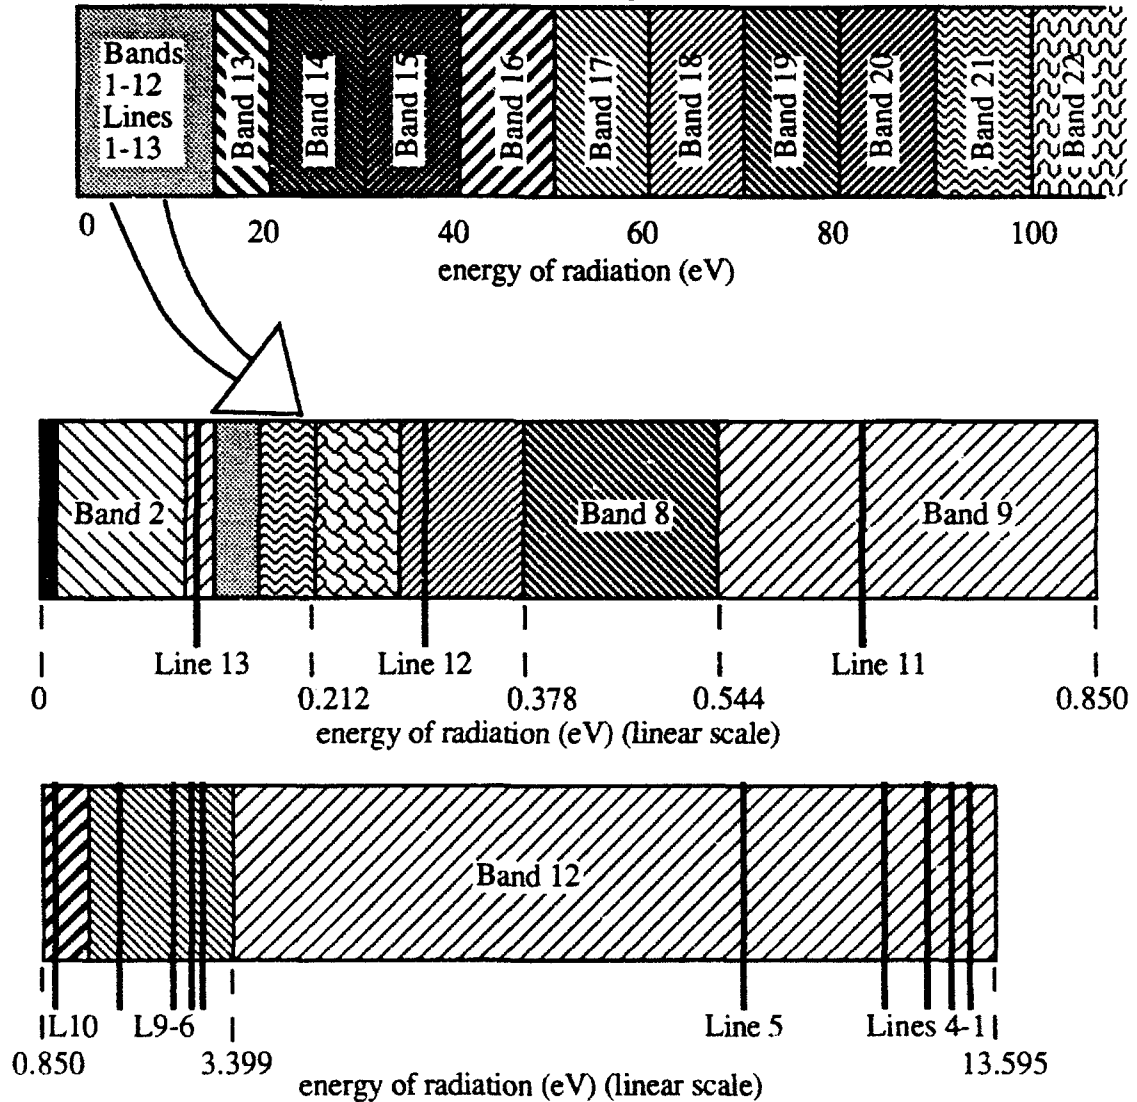 Bands
1-12
Lines
1-13
Band 13
Band 14
Band 15
Band 16
Band 17
Band 18
Band 19
Band 20
Band 21
Band 22
0 20 40 60 80 100
energy of radiation (eV)
Band 2 Band 8 Band 9
Line 13 Line 12 Line 11
0 0.212 0.378 0.544 0.850
energy of radiation (eV) (linear scale)
Band 12
L10 L9-6 Line 5 Lines 4-1
0.850 3.399 13.595
energy of radiation (eV) (linear scale)